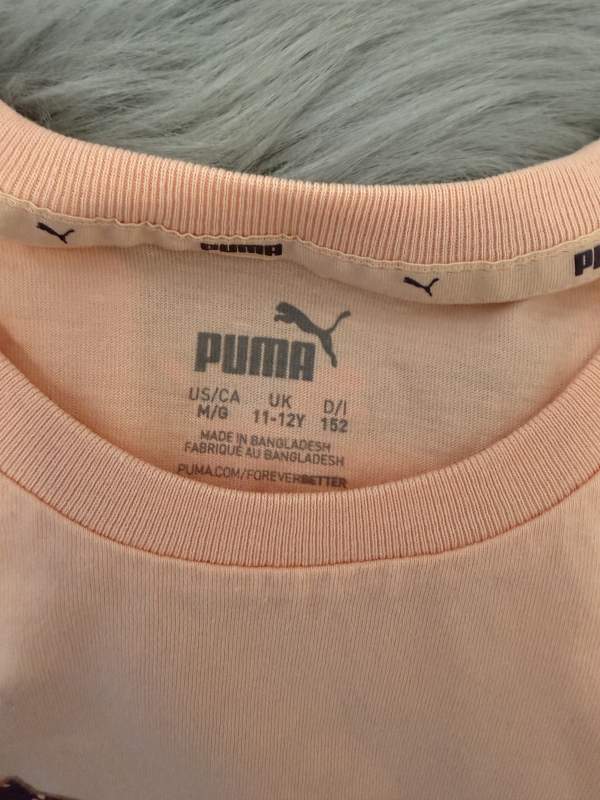 PUMA
PUMA
US/CA UK D/I
M/G 11-12Y 152
MADE IN BANGLADESH
FABRIQUÉ AU BANGLADESH
PUMA.COM/FOREVERBETTER